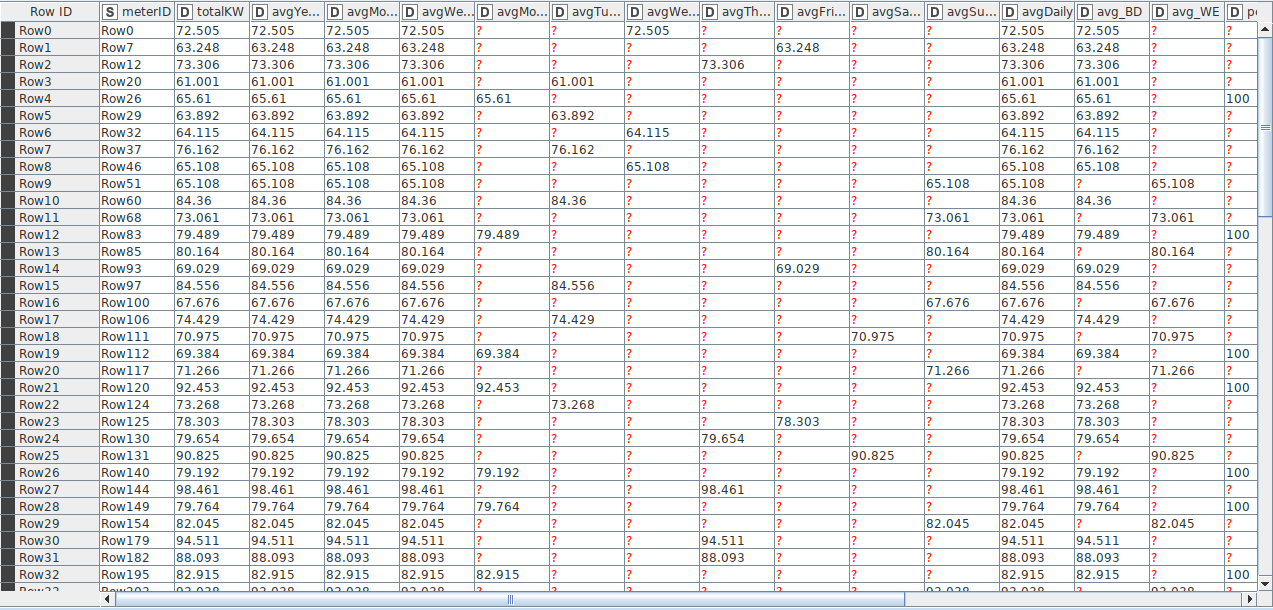 Row ID S meterID D totalKW D avgYe... D avgMo... D avgWe... D avgMo... D avgTu... D avgWe... D avgTh... D avgFri... D avgSa... D avgSu... D avgDaily D avg_BD D avg_WE D
Row0 Row0 72.505 72.505 72.505 72.505 ? ? 72.505 ? ? ? ? 72.505 72.505 ? ?
Row1 Row7 63.248 63.248 63.248 63.248 ? ? ? ? 63.248 ? ? 63.248 63.248 ? ?
Row2 Row12 73.306 73.306 73.306 73.306 ? ? ? 73.306 ? ? ? 73.306 73.306 ? ?
Row3 Row20 61.001 61.001 61.001 61.001 ? 61.001 ? ? ? ? ? 61.001 61.001 ? ?
Row4 Row26 65.61 65.61 65.61 65.61 65.61 ? ? ? ? ? ? 65.61 65.61 ? 100
Row5 Row29 63.892 63.892 63.892 63.892 ? 63.892 ? ? ? ? ? 63.892 63.892 ? ?
Row6 Row32 64.115 64.115 64.115 64.115 ? ? 64.115 ? ? ? ? 64.115 64.115 ? ?
Row7 Row37 76.162 76.162 76.162 76.162 ? 76.162 ? ? ? ? ? 76.162 76.162 ? ?
Row8 Row46 65.108 65.108 65.108 65.108 ? ? 65.108 ? ? ? ? 65.108 65.108 ? ?
Row9 Row51 65.108 65.108 65.108 65.108 ? ? ? ? ? ? 65.108 65.108 ? 65.108 ?
Row10 Row60 84.36 84.36 84.36 84.36 ? 84.36 ? ? ? ? ? 84.36 84.36 ? ?
Row11 Row68 73.061 73.061 73.061 73.061 ? ? ? ? ? ? 73.061 73.061 ? 73.061 ?
Row12 Row83 79.489 79.489 79.489 79.489 79.489 ? ? ? ? ? ? 79.489 79.489 ? 100
Row13 Row85 80.164 80.164 80.164 80.164 ? ? ? ? ? ? 80.164 80.164 ? 80.164 ?
Row14 Row93 69.029 69.029 69.029 69.029 ? ? ? ? 69.029 ? ? 69.029 69.029 ? ?
Row15 Row97 84.556 84.556 84.556 84.556 ? 84.556 ? ? ? ? ? 84.556 84.556 ? ?
Row16 Row100 67.676 67.676 67.676 67.676 ? ? ? ? ? ? 67.676 67.676 ? 67.676 ?
Row17 Row106 74.429 74.429 74.429 74.429 ? 74.429 ? ? ? ? ? 74.429 74.429 ? ?
Row18 Row111 70.975 70.975 70.975 70.975 ? ? ? ? ? 70.975 ? 70.975 ? 70.975 ?
Row19 Row112 69.384 69.384 69.384 69.384 69.384 ? ? ? ? ? ? 69.384 69.384 ? 100
Row20 Row117 71.266 71.266 71.266 71.266 ? ? ? ? ? ? 71.266 71.266 ? 71.266 ?
Row21 Row120 92.453 92.453 92.453 92.453 92.453 ? ? ? ? ? ? 92.453 92.453 ? 100
Row22 Row124 73.268 73.268 73.268 73.268 ? 73.268 ? ? ? ? ? 73.268 73.268 ? ?
Row23 Row125 78.303 78.303 78.303 78.303 ? ? ? ? 78.303 ? ? 78.303 78.303 ? ?
Row24 Row130 79.654 79.654 79.654 79.654 ? ? ? 79.654 ? ? ? 79.654 79.654 ? ?
Row25 Row131 90.825 90.825 90.825 90.825 ? ? ? ? ? 90.825 ? 90.825 ? 90.825 ?
Row26 Row140 79.192 79.192 79.192 79.192 79.192 ? ? ? ? ? ? 79.192 79.192 ? 100
Row27 Row144 98.461 98.461 98.461 98.461 ? ? ? 98.461 ? ? ? 98.461 98.461 ? ?
Row28 Row149 79.764 79.764 79.764 79.764 79.764 ? ? ? ? ? ? 79.764 79.764 ? 100
Row29 Row154 82.045 82.045 82.045 82.045 ? ? ? ? ? ? 82.045 82.045 ? 82.045 ?
Row30 Row179 94.511 94.511 94.511 94.511 ? ? ? 94.511 ? ? ? 94.511 94.511 ? ?
Row31 Row182 88.093 88.093 88.093 88.093 ? ? ? 88.093 ? ? ? 88.093 88.093 ? ?
Row32 Row195 82.915 82.915 82.915 82.915 82.915 ? ? ? ? ? ? 82.915 82.915 ? 100